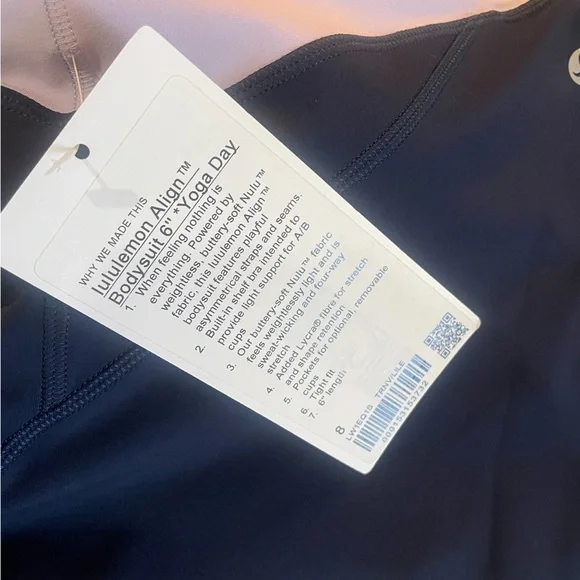 WHY WE MADE THIS
lululemon Align™
Bodysuit 6" *Yoga Day
1. When feeling nothing is
everything- Powered by
weightless, buttery-soft Nulu™
fabric, this lululemon Align™
bodysuit features playful
asymmetrical straps and seams.
2. Built-in shelf bra intended to
provide light support for A/B
cups
3. Our buttery-soft Nulu™ fabric
feels weightlessly light and is
sweat-wicking and four-way
stretch
4. Added Lycra® fibre for stretch
and shape retention
5. Pockets for optional, removable
cups
6. Tight fit
7. 6" length
8
LW1EQ1S